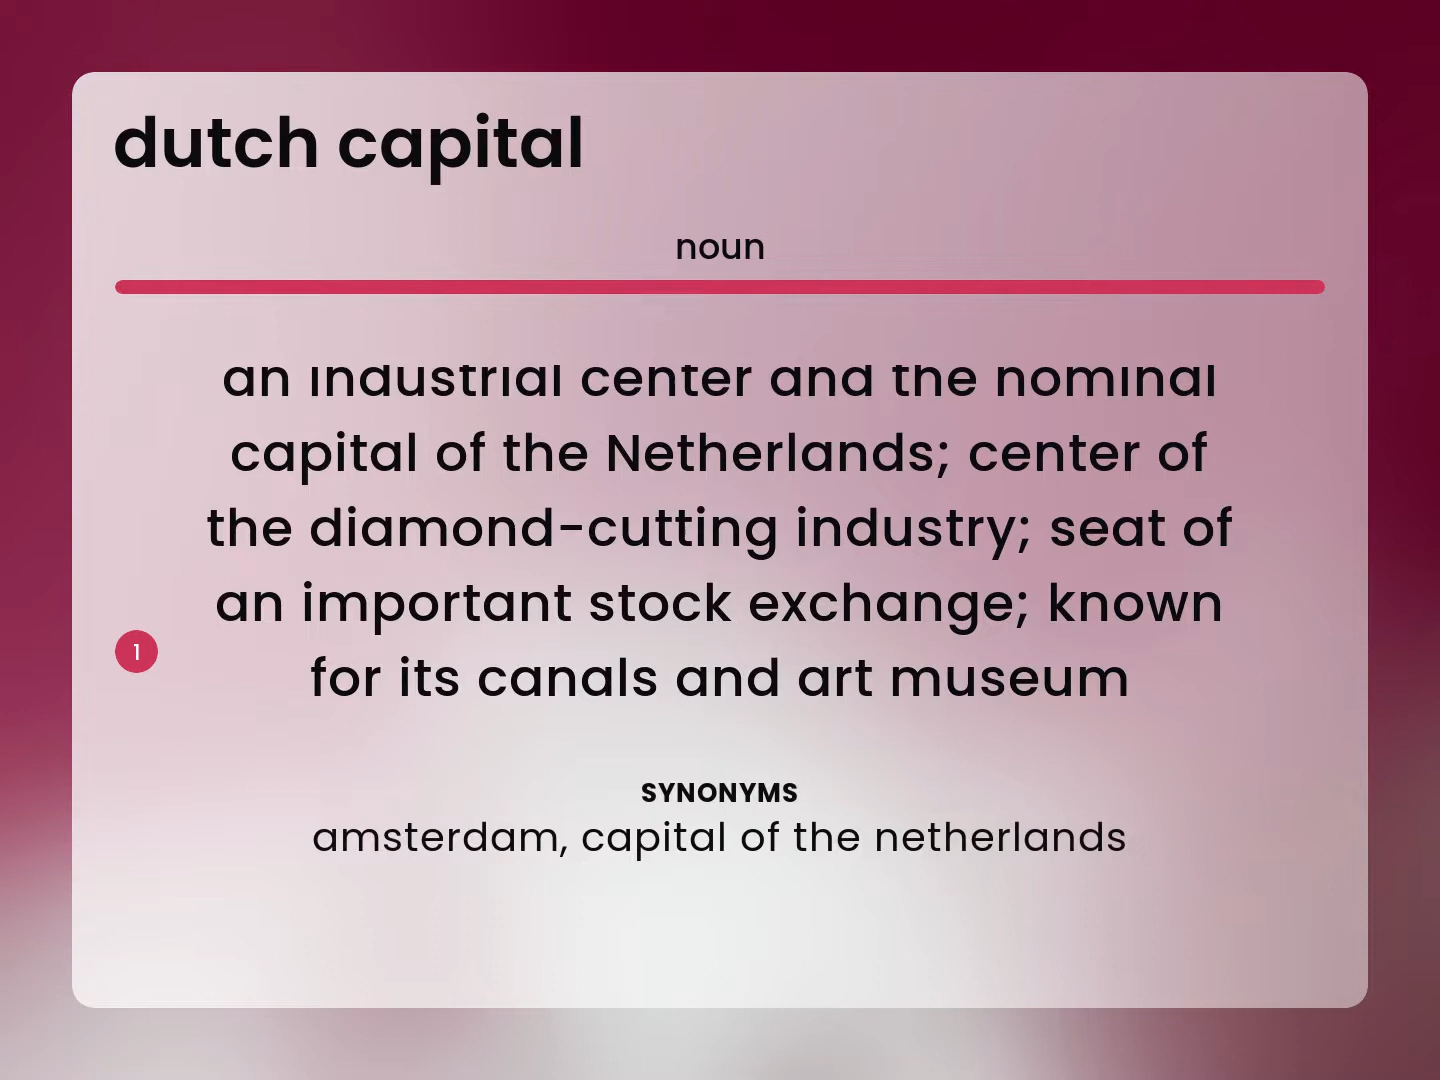 dutch capital
noun
an industrial center and the nominal
capital of the Netherlands; center of
the diamond-cutting industry; seat of
an important stock exchange; known
1
for its canals and art museum
SYNONYMS
amsterdam, capital of the netherlands